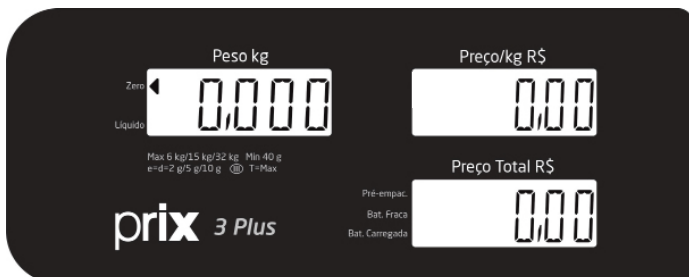 Peso kg
Zero
0,000
Líquido
Max 6 kg/15 kg/32 kg Min 40 g
e=d=2 g/5 g/10 g III T=Max
Preço/kg R$
0,00
Preço Total R$
Pré-empac.
Bat. Fraca
Bat. Carregada
0,00
prix 3 Plus